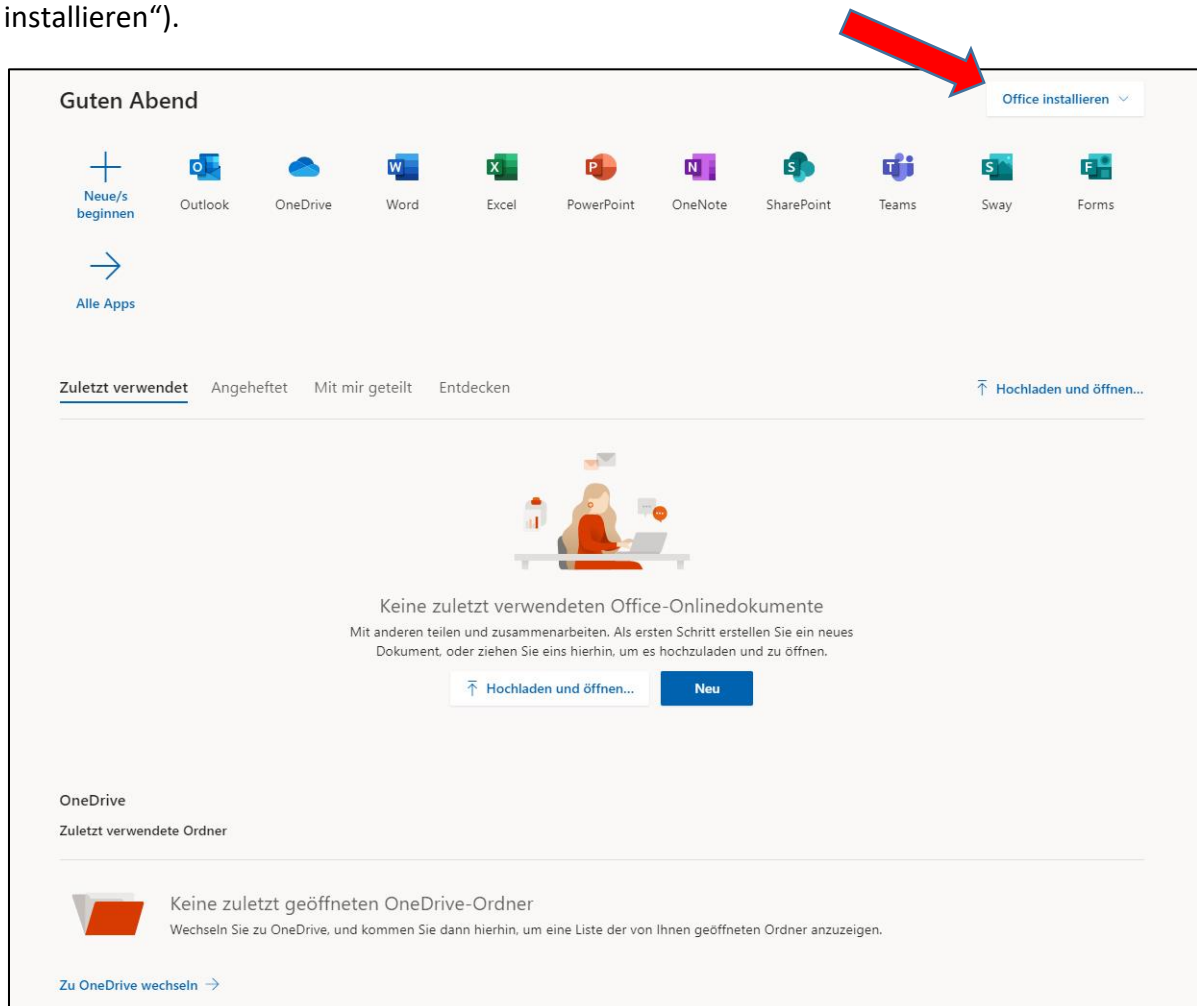 installieren“).
Guten Abend
Office installieren
Neue/s
beginnen
Outlook
OneDrive
Word
Excel
PowerPoint
OneNote
SharePoint
Teams
Sway
Forms
Alle Apps
Zuletzt verwendet Angeheftet Mit mir geteilt Entdecken
Hochladen und öffnen...
Keine zuletzt verwendeten Office-Onlinedokumente
Mit anderen teilen und zusammenarbeiten. Als ersten Schritt erstellen Sie ein neues
Dokument, oder ziehen Sie eins hierhin, um es hochzuladen und zu öffnen.
Hochladen und öffnen...
Neu
OneDrive
Zuletzt verwendete Ordner
Keine zuletzt geöffneten OneDrive-Ordner
Wechseln Sie zu OneDrive, und kommen Sie dann hierhin, um eine Liste der von Ihnen geöffneten Ordner anzuzeigen.
Zu OneDrive wechseln